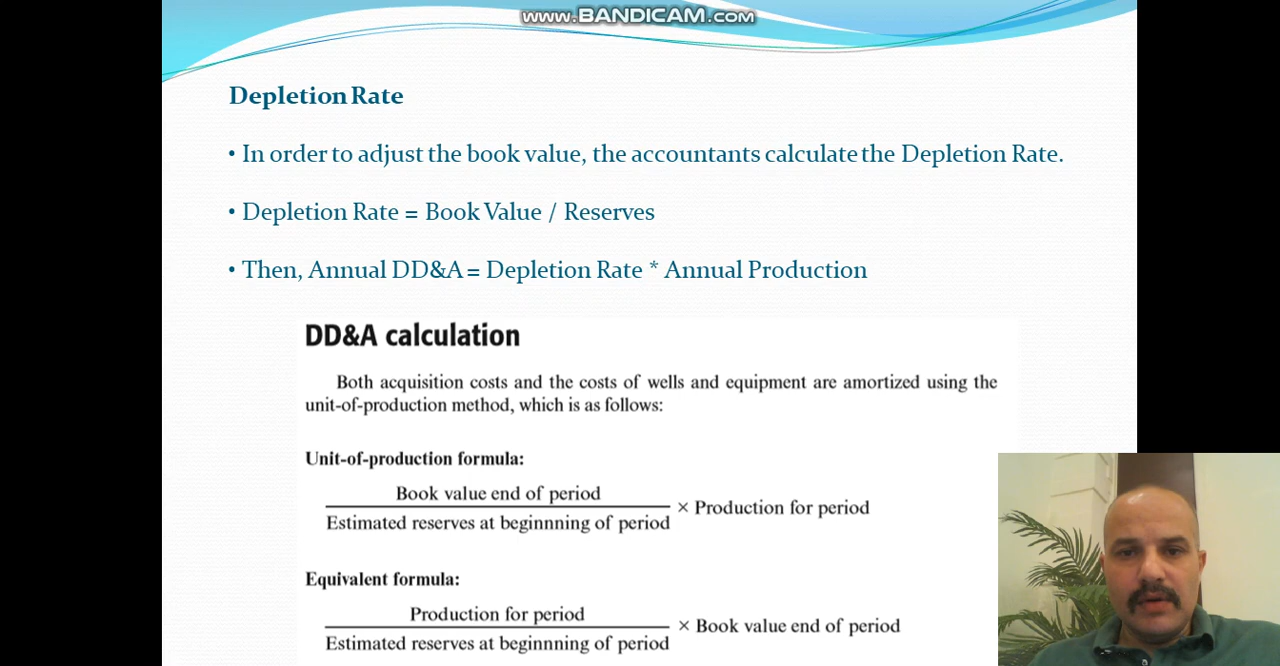 www.BANDICAM.com
Depletion Rate
• In order to adjust the book value, the accountants calculate the Depletion Rate.
• Depletion Rate = Book Value / Reserves
• Then, Annual DD&A = Depletion Rate * Annual Production
DD&A calculation
Both acquisition costs and the costs of wells and equipment are amortized using the
unit-of-production method, which is as follows:
Unit-of-production formula:
Book value end of period
Estimated reserves at beginnning of period
× Production for period
Equivalent formula:
Production for period
Estimated reserves at beginnning of period
× Book value end of period